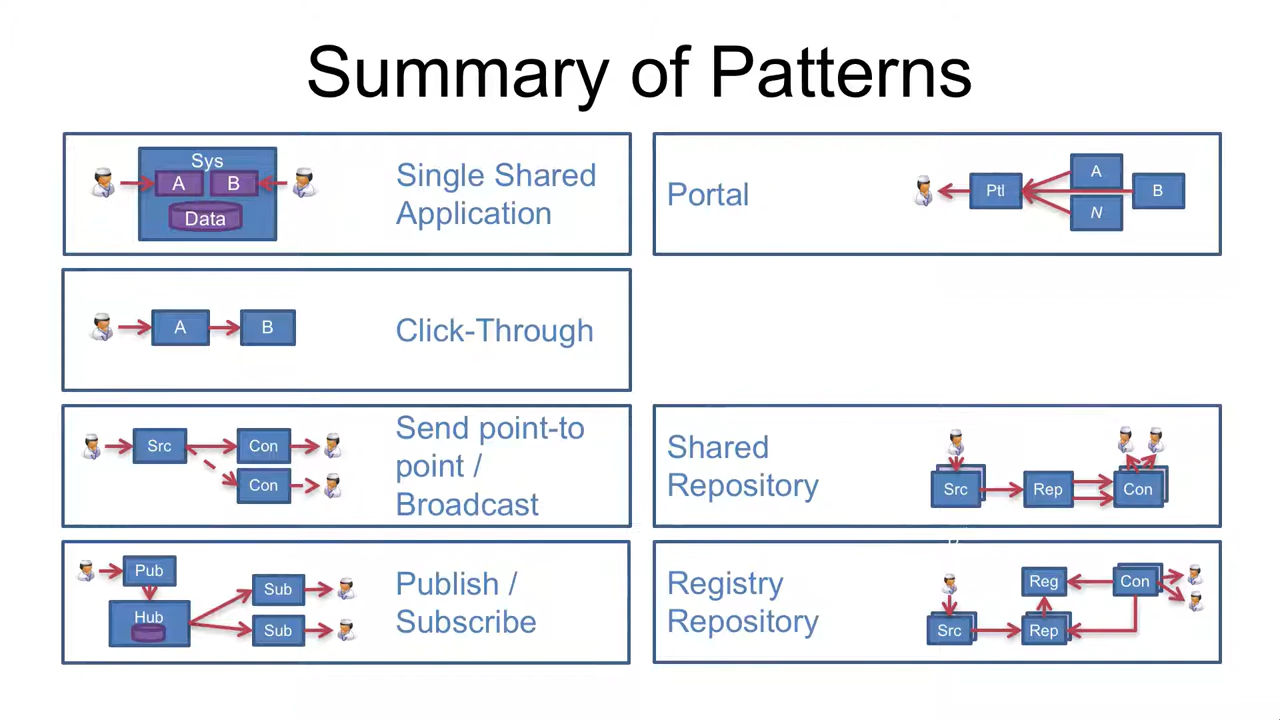 Summary of Patterns
Sys
A B
Data
Single Shared
Application
Portal
Ptl
A
B
N
A B
Click-Through
Src
Con
Con
Send point-to
point /
Broadcast
Shared
Repository
Src
Rep
Con
Pub
Hub
Sub
Sub
Publish /
Subscribe
Registry
Repository
Reg
Con
Src
Rep